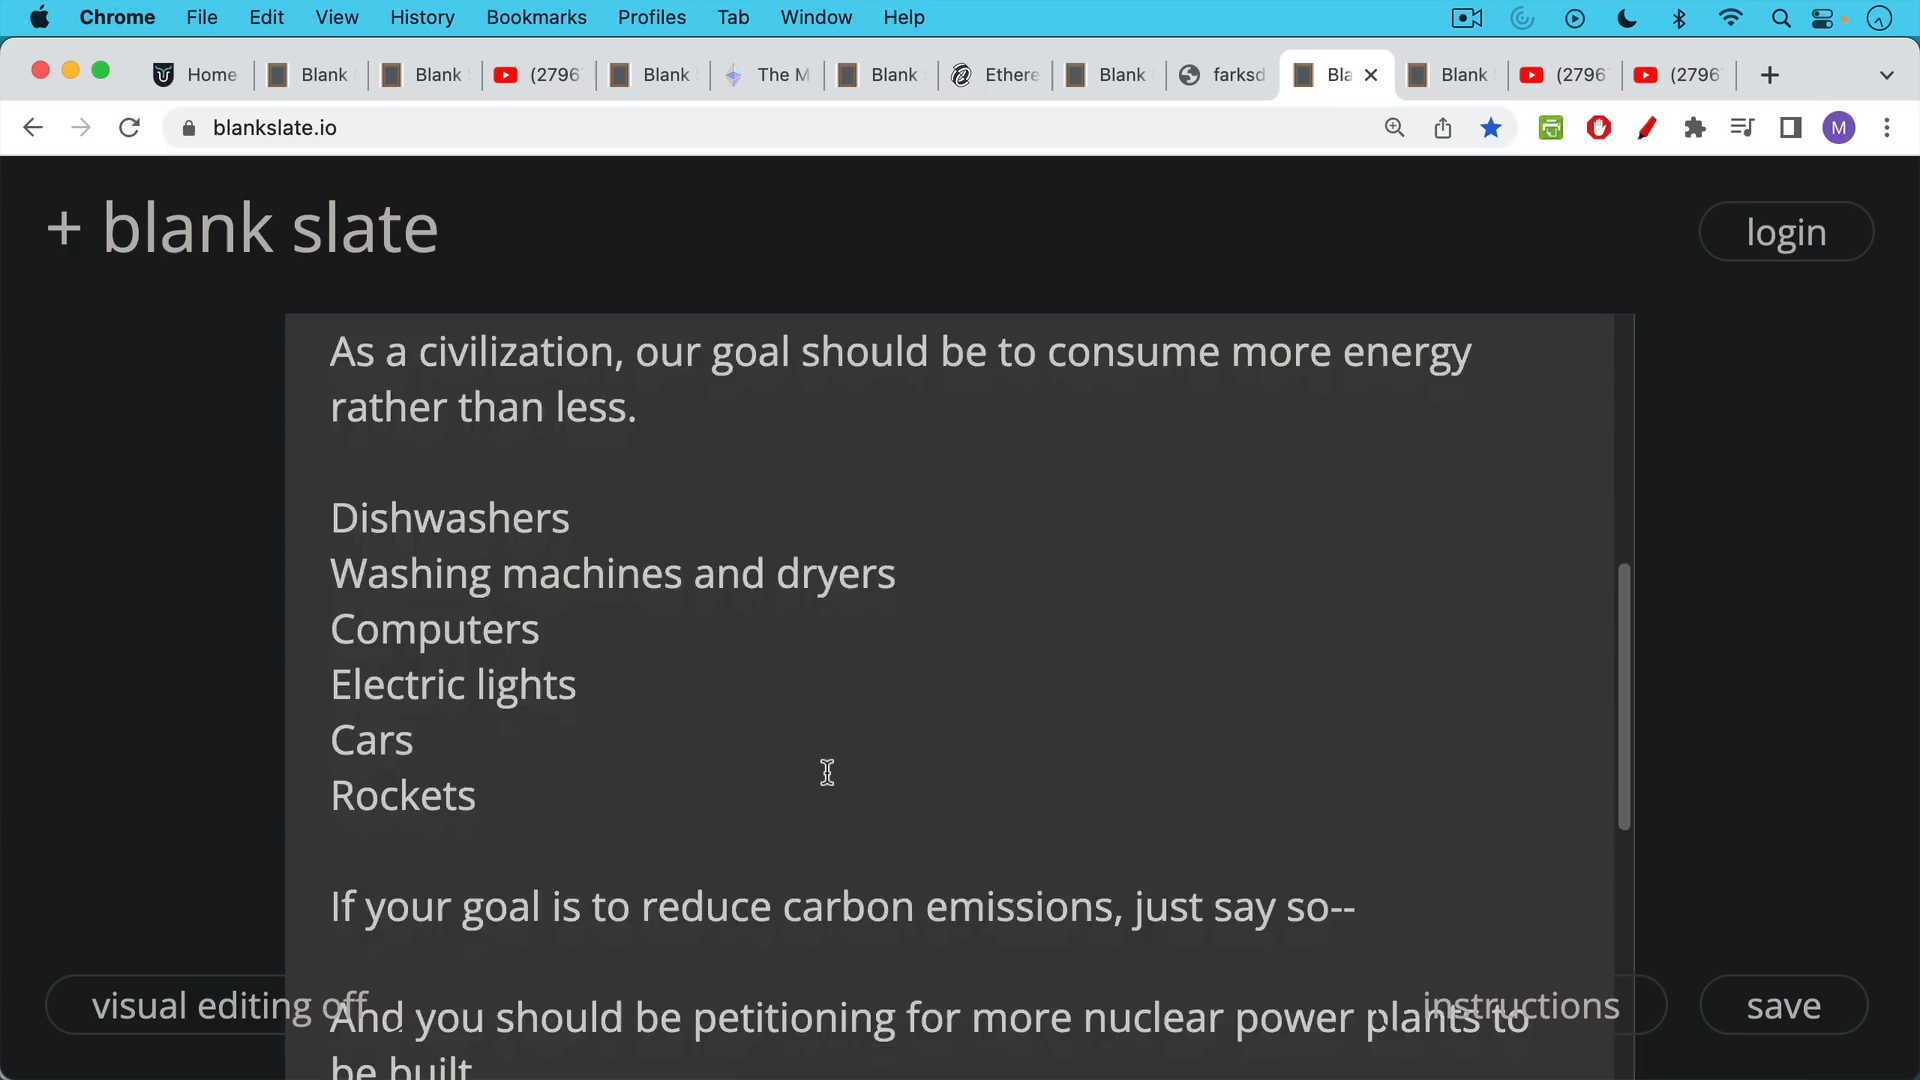 Chrome File Edit View History Bookmarks Profiles Tab Window Help
Home Blank Blank (2796 Blank The M Blank Ethere Blank farksd Bla Blank (2796 (2796
blankslate.io M
+ blank slate login
As a civilization, our goal should be to consume more energy
rather than less.
Dishwashers
Washing machines and dryers
Computers
Electric lights
Cars
Rockets
If your goal is to reduce carbon emissions, just say so--
And you should be petitioning for more nuclear power plants to
be built
visual editing off instructions save